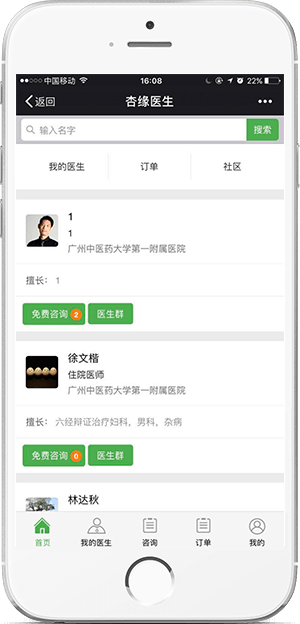 中国移动 16:08 22%
返回 杏缘医生
输入名字 搜索
我的医生 订单 社区
1
1
广州中医药大学第一附属医院
擅长： 1
免费咨询 2 医生群
徐文楷
住院医师
广州中医药大学第一附属医院
擅长： 六经辩证治疗妇科，男科，杂病
免费咨询 0 医生群
林达秋
首页 我的医生 咨询 订单 我的